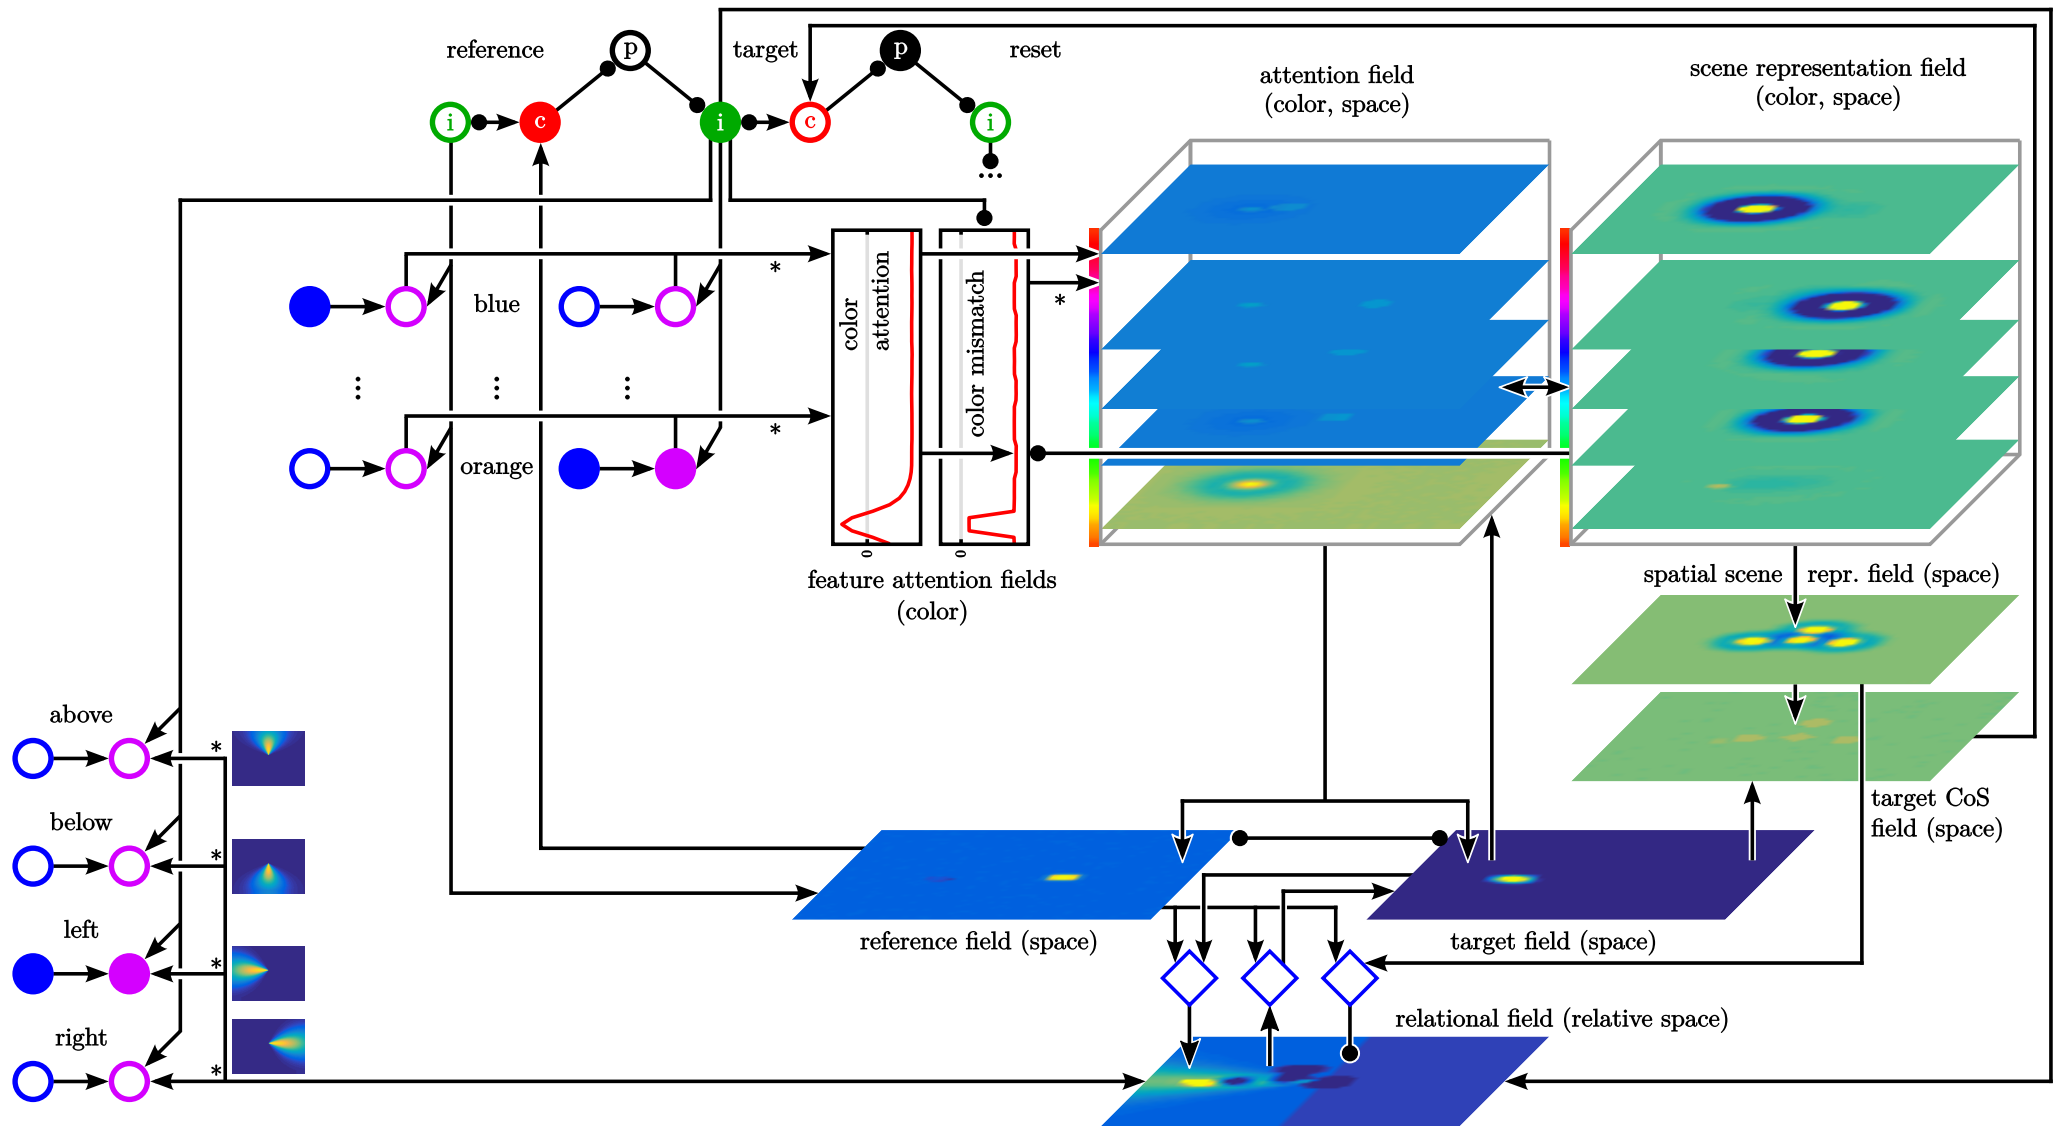 reference
p
target
p
reset
i
c
i
c
i
...
attention field
(color, space)
scene representation field
(color, space)
*
blue
*
color
attention
color mismatch
...
...
...
*
orange
0
0
feature attention fields
(color)
spatial scene
repr. field (space)
above
*
below
*
left
*
right
*
target CoS
field (space)
reference field (space)
target field (space)
relational field (relative space)